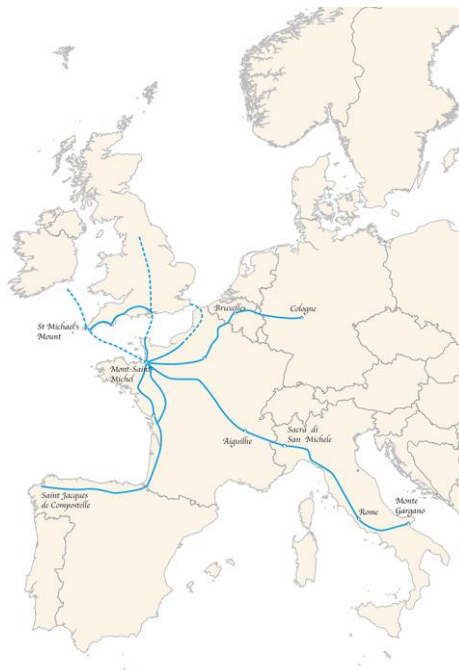 Bruxelles
Cologne
St Michael's
Mount
Mont-Saint
Michel
Aiguilhe
Sacra di
San Michele
Saint Jacques
de Compostelle
Rome
Monte
Gargano